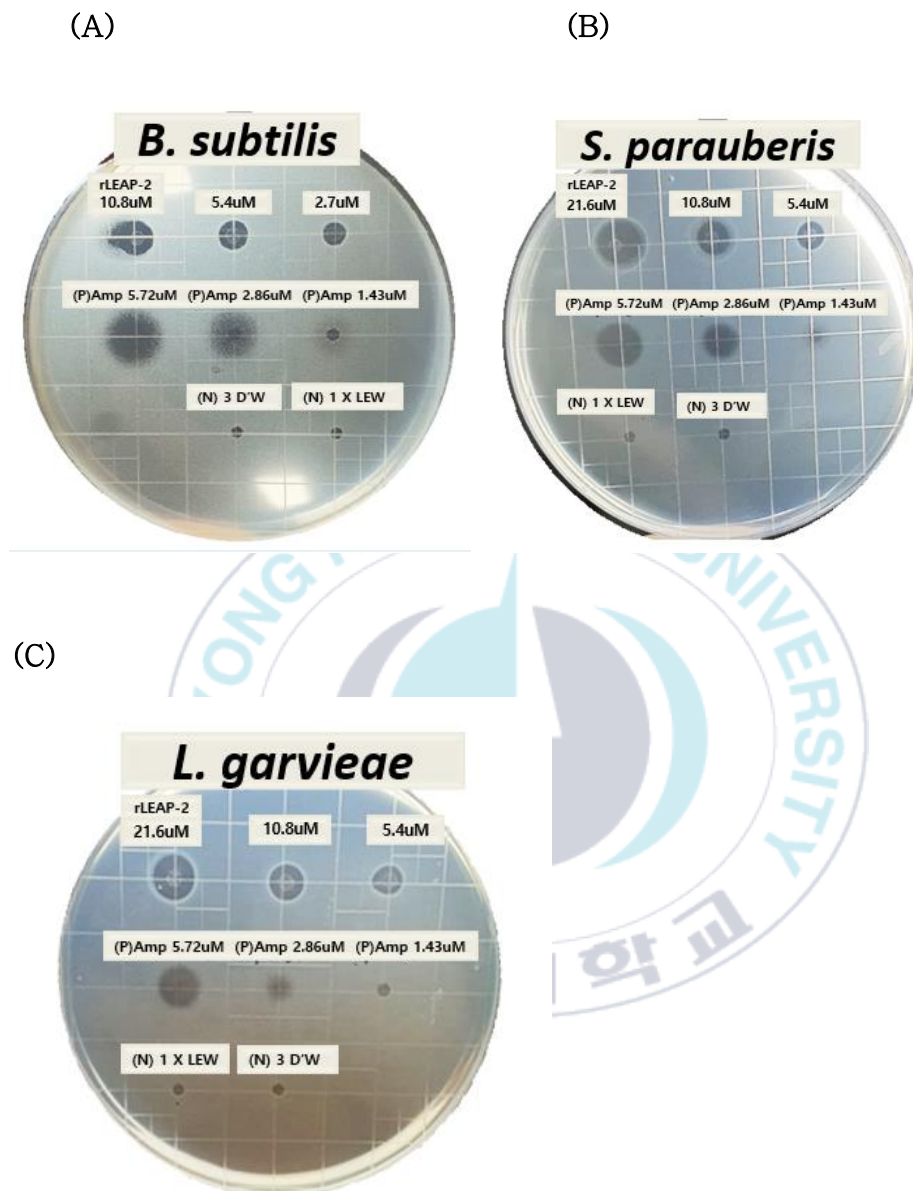 (A)
(B)
B. subtilis
rLEAP-2
10.8uM
5.4uM
2.7uM
(P)Amp 5.72uM
(P)Amp 2.86uM
(P)Amp 1.43uM
(N) 3 D'W
(N) 1 X LEW
S. parauberis
rLEAP-2
21.6uM
10.8uM
5.4uM
(P)Amp 5.72uM
(P)Amp 2.86uM
(P)Amp 1.43uM
(N) 1 X LEW
(N) 3 D'W
(C)
L. garvieae
rLEAP-2
21.6uM
10.8uM
5.4uM
(P)Amp 5.72uM
(P)Amp 2.86uM
(P)Amp 1.43uM
(N) 1 X LEW
(N) 3 D'W
UNIVERSITY
학교